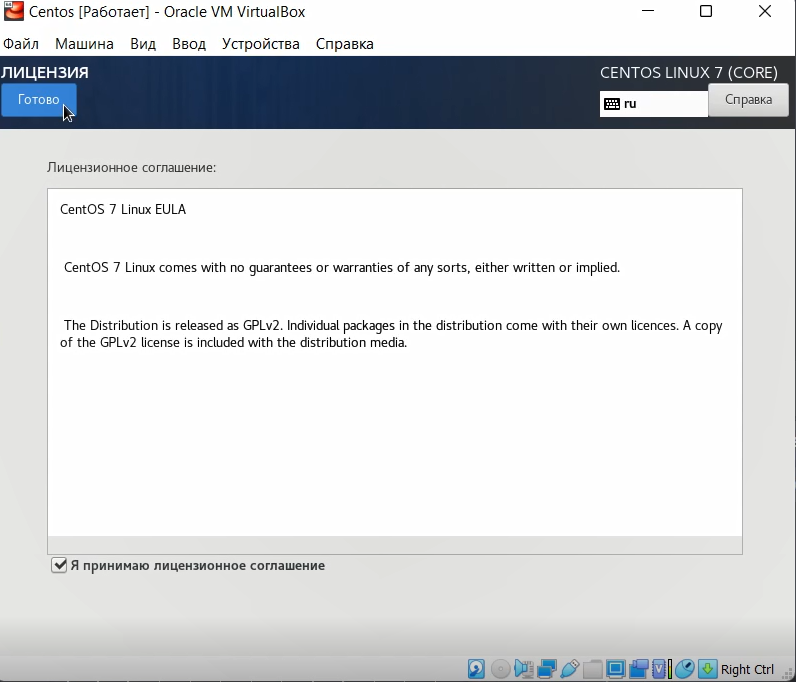 Centos [Работает] - Oracle VM VirtualBox
Файл Машина Вид Ввод Устройства Справка
ЛИЦЕНЗИЯ
CENTOS LINUX 7 (CORE)
Готово
ru
Справка
Лицензионное соглашение:
CentOS 7 Linux EULA
CentOS 7 Linux comes with no guarantees or warranties of any sorts, either written or implied.
The Distribution is released as GPLv2. Individual packages in the distribution come with their own licences. A copy
of the GPLv2 license is included with the distribution media.
Я принимаю лицензионное соглашение
Right Ctrl